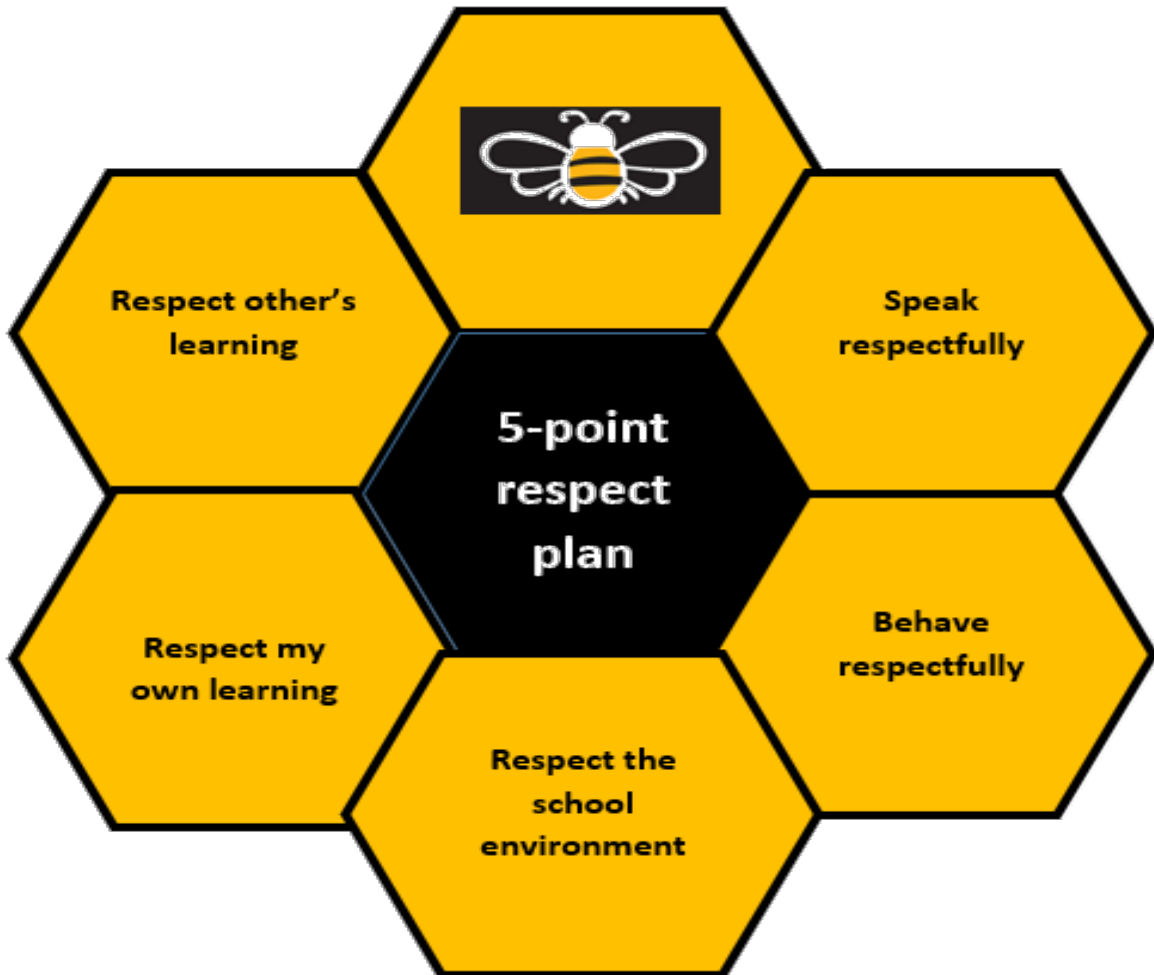 5-point
respect
plan
Speak
respectfully
Behave
respectfully
Respect the
school
environment
Respect my
own learning
Respect other’s
learning